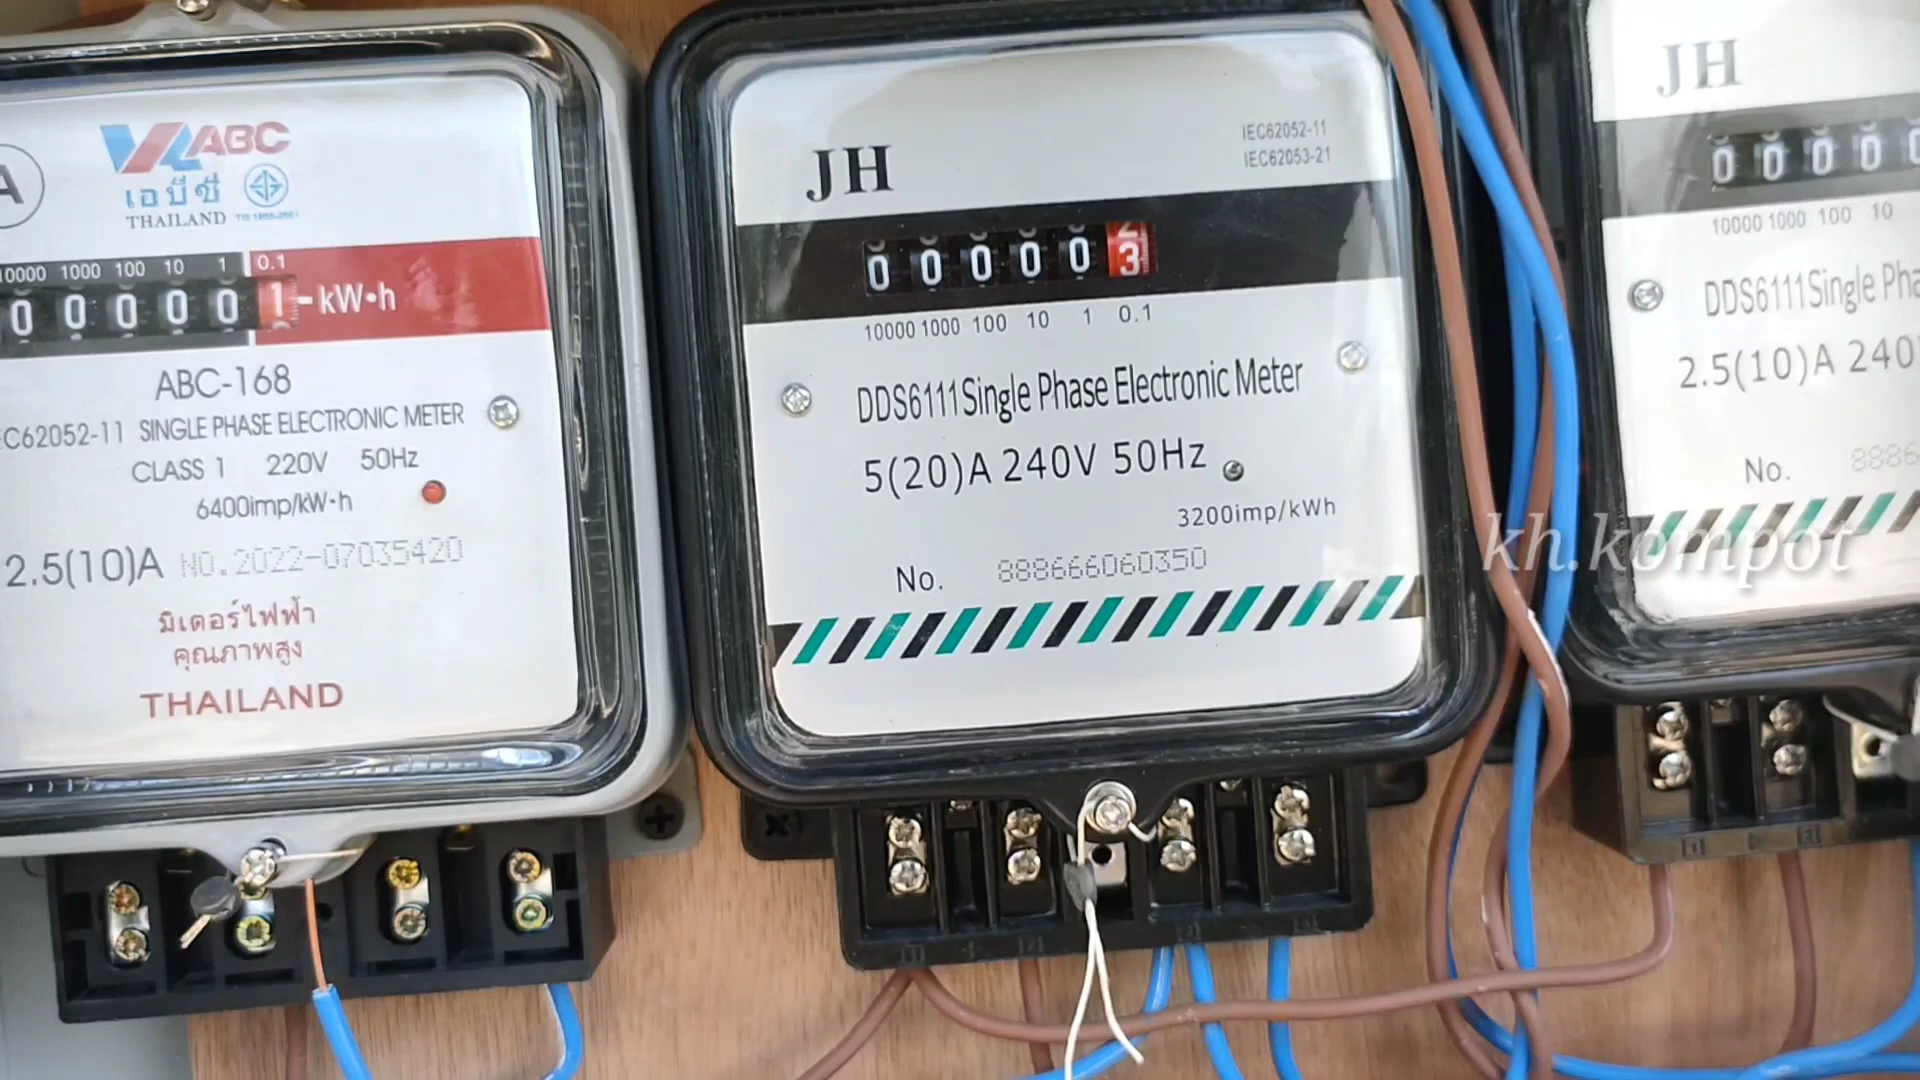 A
ABC
เอบีซี
THAILAND
10000 1000 100 10 1 0.1
0 0 0 0 0 1 kW•h
ABC-168
IEC62052-11 SINGLE PHASE ELECTRONIC METER
CLASS 1 220V 50Hz
6400imp/kW•h
2.5(10)A NO.2022-07035420
มิเตอร์ไฟฟ้า
คุณภาพสูง
THAILAND
JH
IEC62052-11
IEC62053-21
0 0 0 0 0 3
10000 1000 100 10 1 0.1
DDS6111 Single Phase Electronic Meter
5(20)A 240V 50Hz
3200imp/kWh
No. 888666060350
JH
0 0 0 0 0
10000 1000 100 10
DDS6111 Single Pha
2.5(10)A 240
No. 8886
kh.kompot